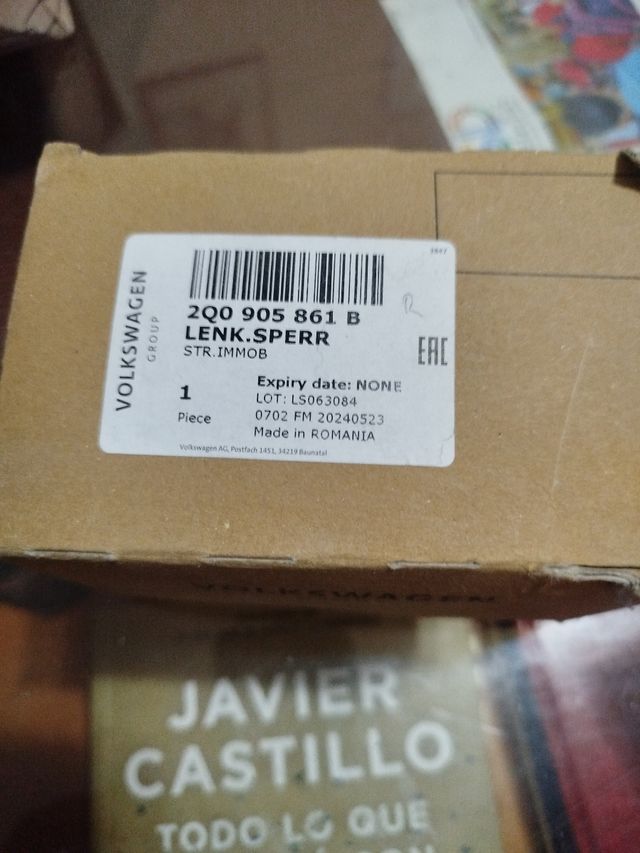 VOLKSWAGEN
GROUP
2Q0 905 861 B
LENK.SPERR
STR.IMMOB
EAC
1
Piece
Expiry date: NONE
LOT: LS063084
0702 FM 20240523
Made in ROMANIA
Volkswagen AG, Postfach 1451, 34219 Baunatal
VOLKSWAGEN
JAVIER
CASTILLO
TODO LO QUE